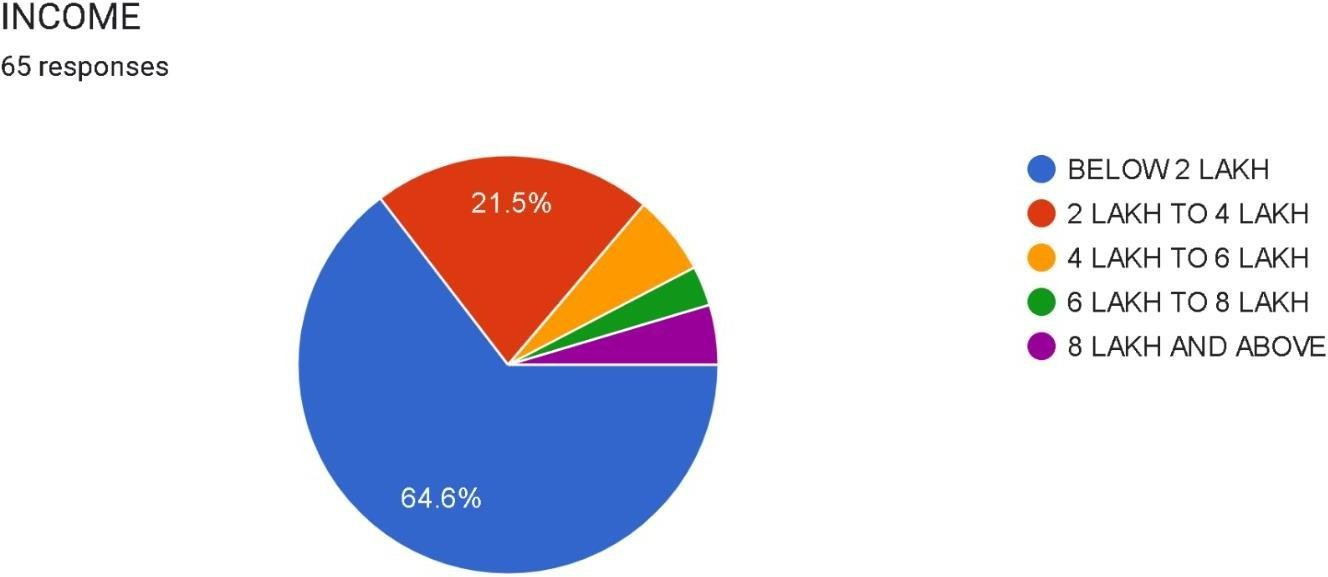 INCOME
65 responses
21.5%
64.6%
BELOW 2 LAKH
2 LAKH TO 4 LAKH
4 LAKH TO 6 LAKH
6 LAKH TO 8 LAKH
8 LAKH AND ABOVE